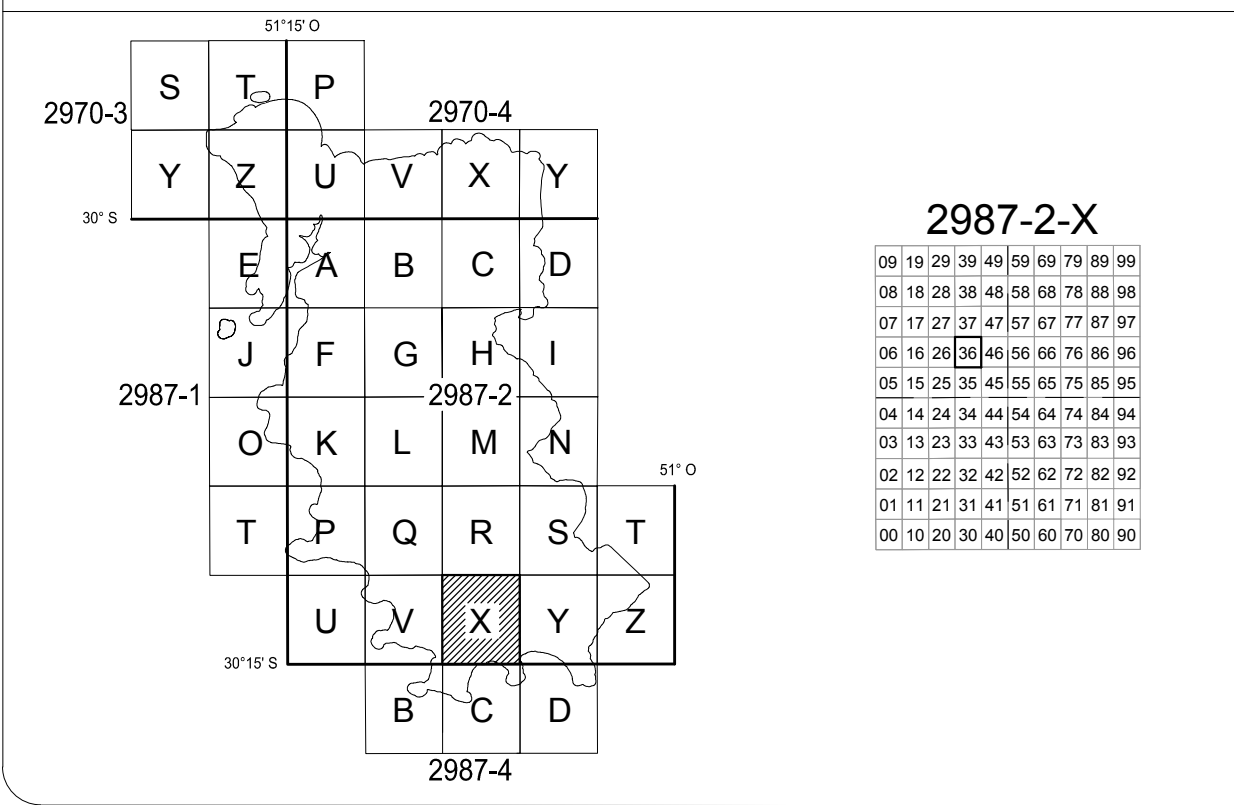 51°15' O
S T P
2970-3 2970-4
Y Z U V X Y
30° S
E A B C D
J F G H I
2987-1 2987-2
O K L M N
51° O
T P Q R S T
U V X Y Z
30°15' S
B C D
2987-4
2987-2-X
09 19 29 39 49 59 69 79 89 99
08 18 28 38 48 58 68 78 88 98
07 17 27 37 47 57 67 77 87 97
06 16 26 36 46 56 66 76 86 96
05 15 25 35 45 55 65 75 85 95
04 14 24 34 44 54 64 74 84 94
03 13 23 33 43 53 63 73 83 93
02 12 22 32 42 52 62 72 82 92
01 11 21 31 41 51 61 71 81 91
00 10 20 30 40 50 60 70 80 90